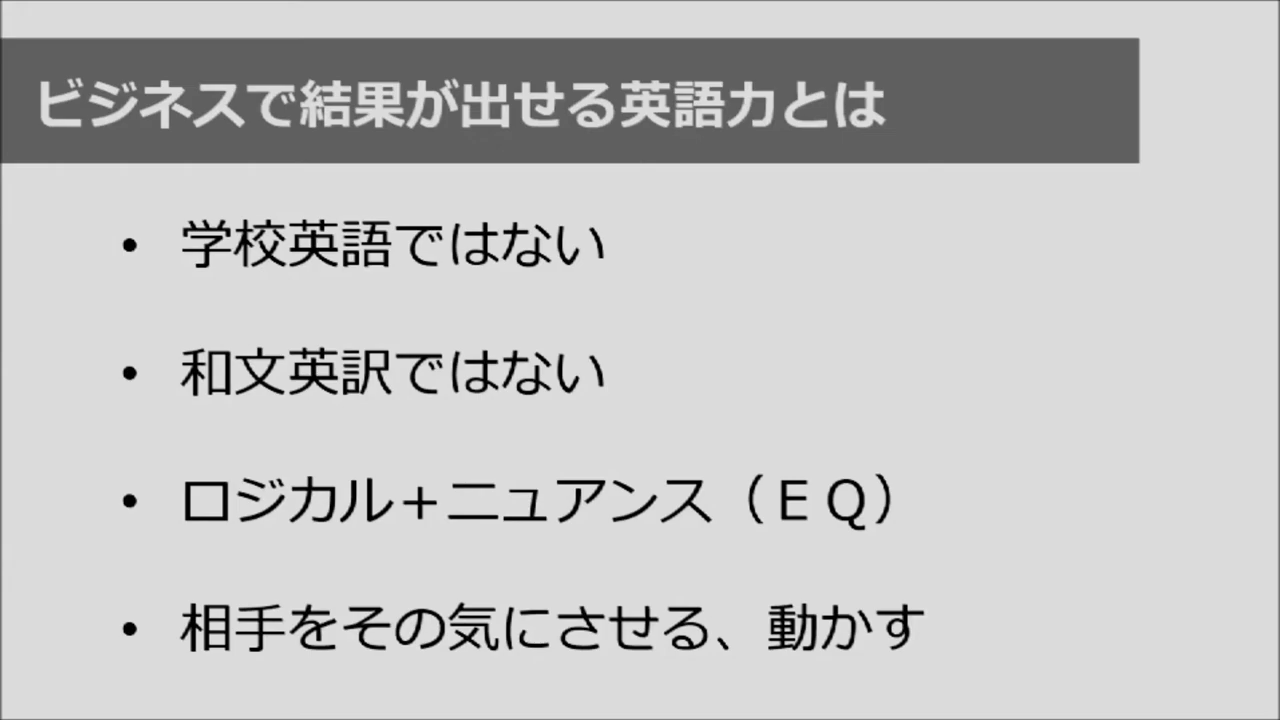 ビジネスで結果が出せる英語力とは
• 学校英語ではない
• 和文英訳ではない
• ロジカル＋ニュアンス（ＥＱ）
• 相手をその気にさせる、動かす